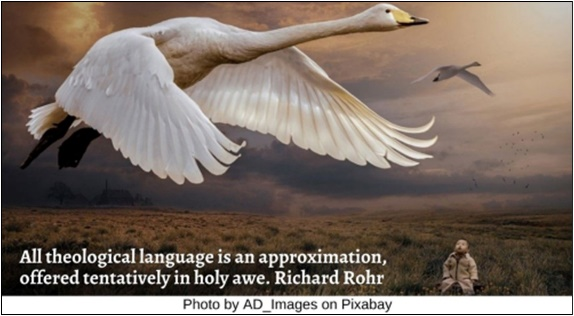 All theological language is an approximation,
offered tentatively in holy awe. Richard Rohr
Photo by AD_Images on Pixabay